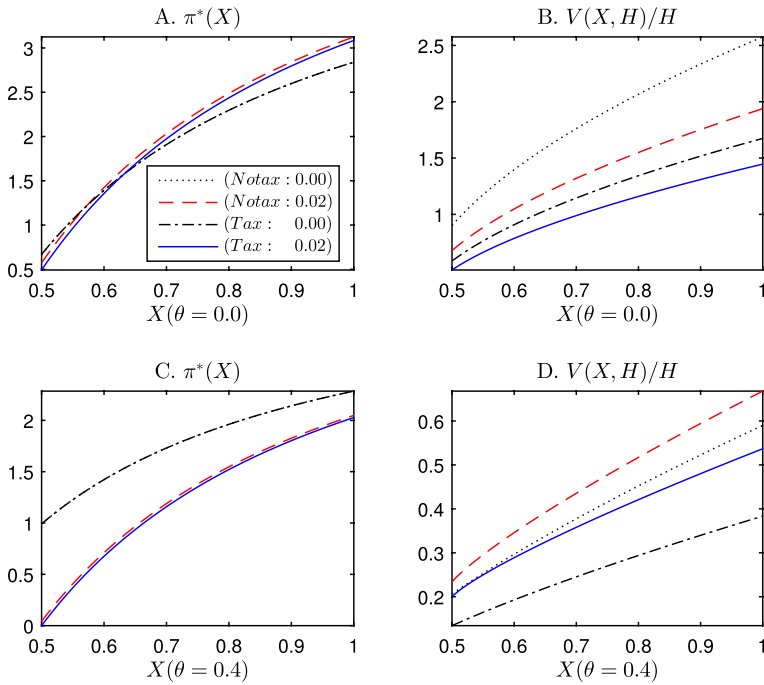 A. π*(X)
B. V(X, H)/H
3
2.5
2
1.5
1
0.5
(Notax : 0.00)
(Notax : 0.02)
(Tax : 0.00)
(Tax : 0.02)
0.5 0.6 0.7 0.8 0.9 1
X(θ = 0.0)
2.5
2
1.5
1
0.5 0.6 0.7 0.8 0.9 1
X(θ = 0.0)
C. π*(X)
D. V(X, H)/H
2
1.5
1
0.5
0
0.5 0.6 0.7 0.8 0.9 1
X(θ = 0.4)
0.6
0.5
0.4
0.3
0.2
0.5 0.6 0.7 0.8 0.9 1
X(θ = 0.4)